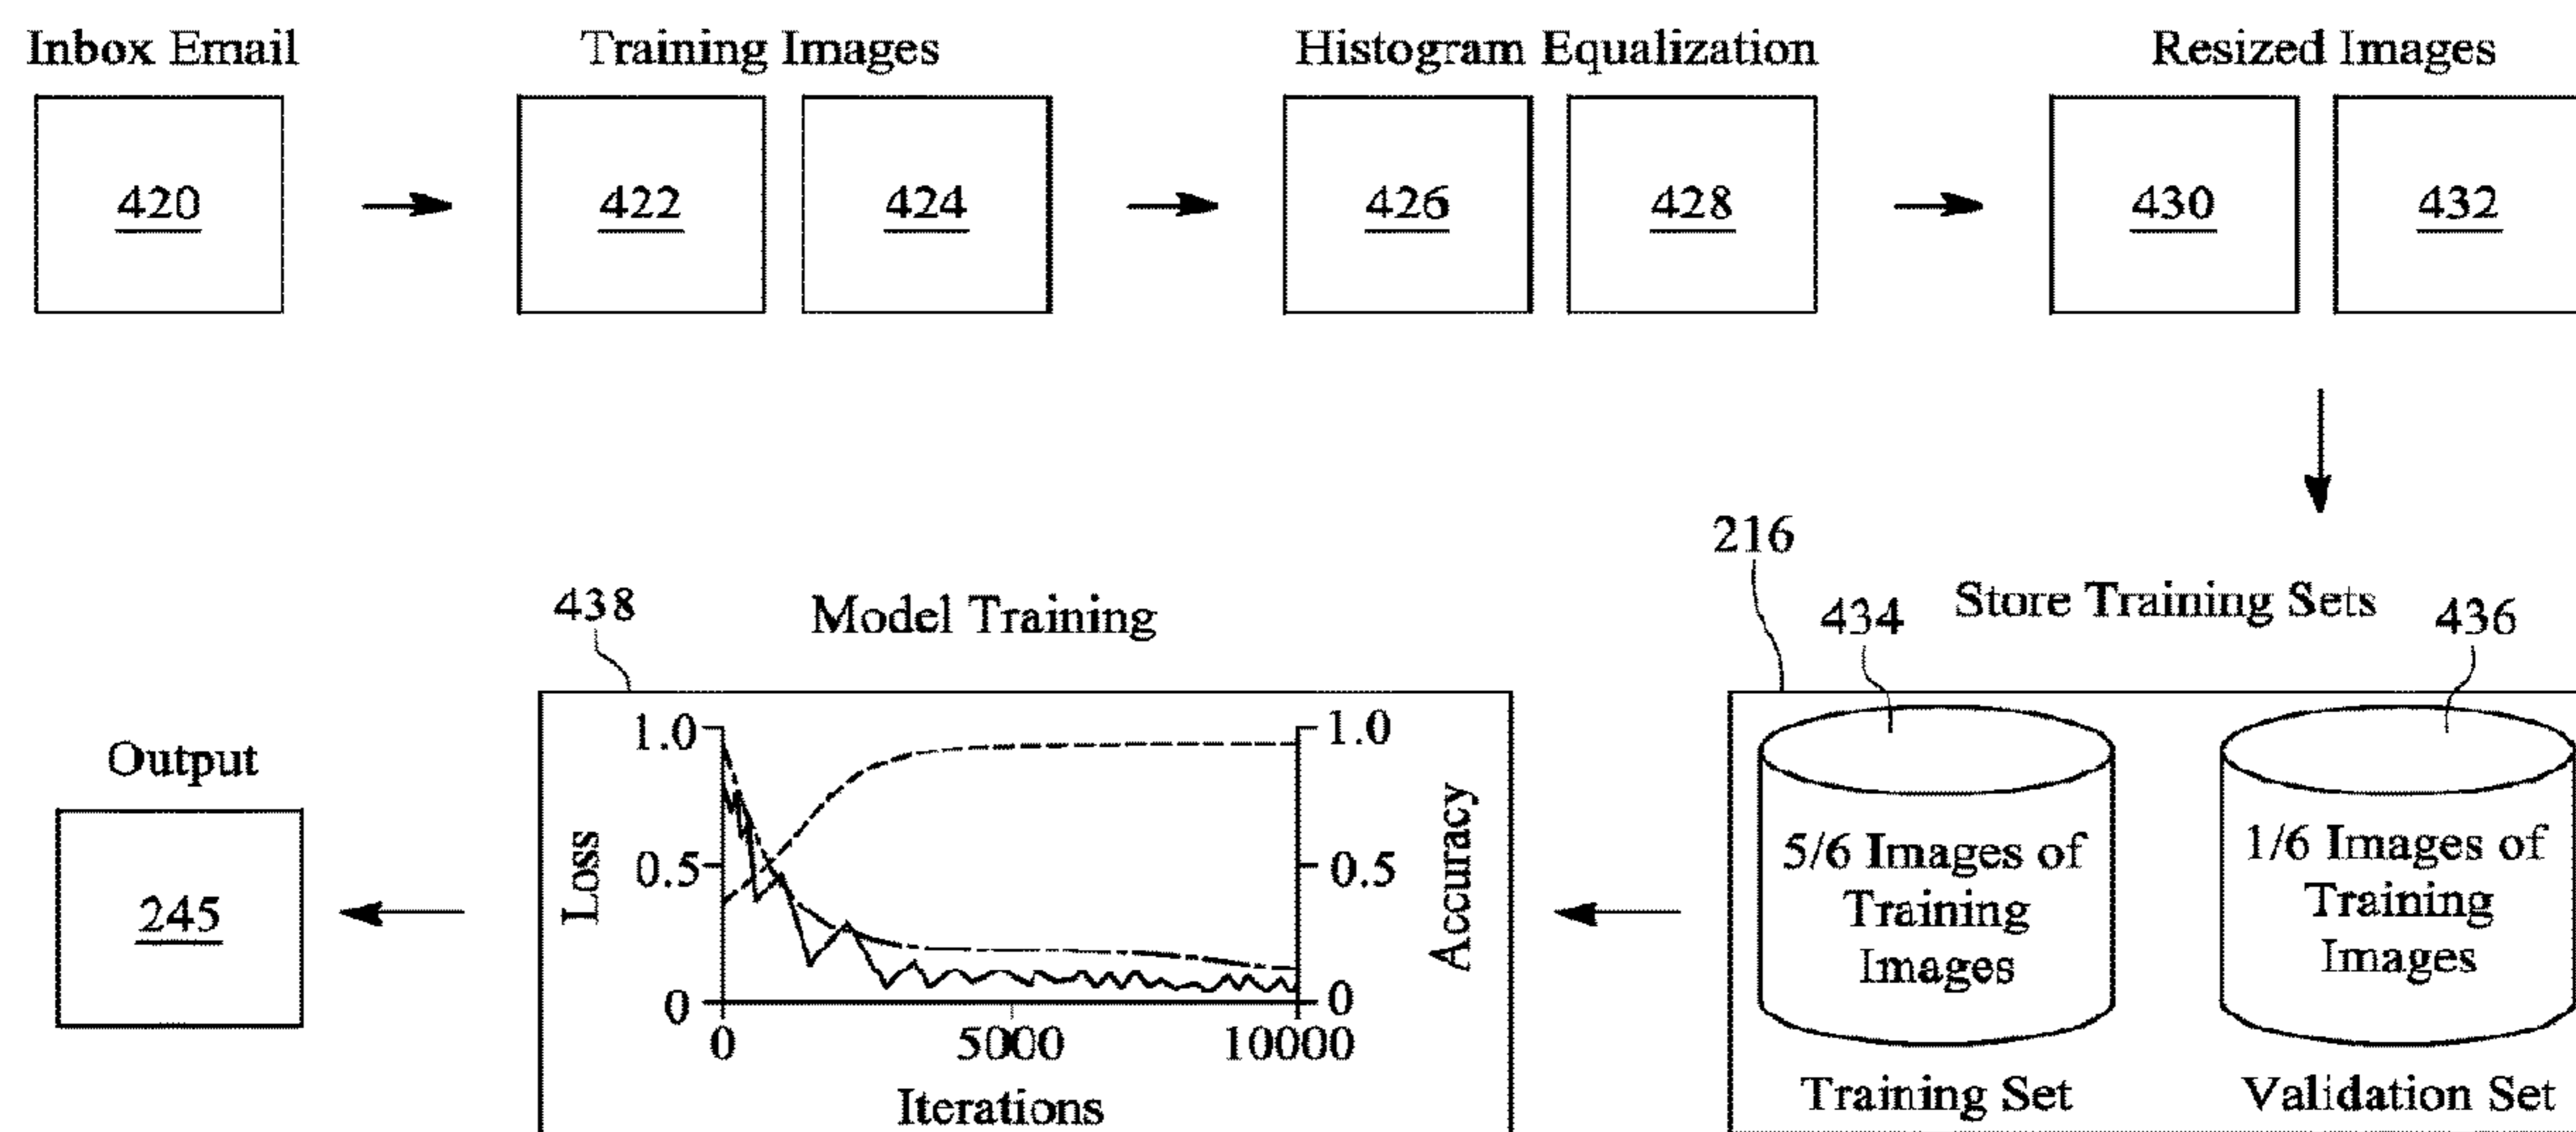 Inbox Email
Training Images
Histogram Equalization
Resized Images
420
422
424
426
428
430
432
216
438
Model Training
434
Store Training Sets
436
Output
245
1.0
0.5
0
Loss
1.0
0.5
0
Accuracy
0
5000
10000
Iterations
5/6 Images of
Training
Images
Training Set
1/6 Images of
Training
Images
Validation Set